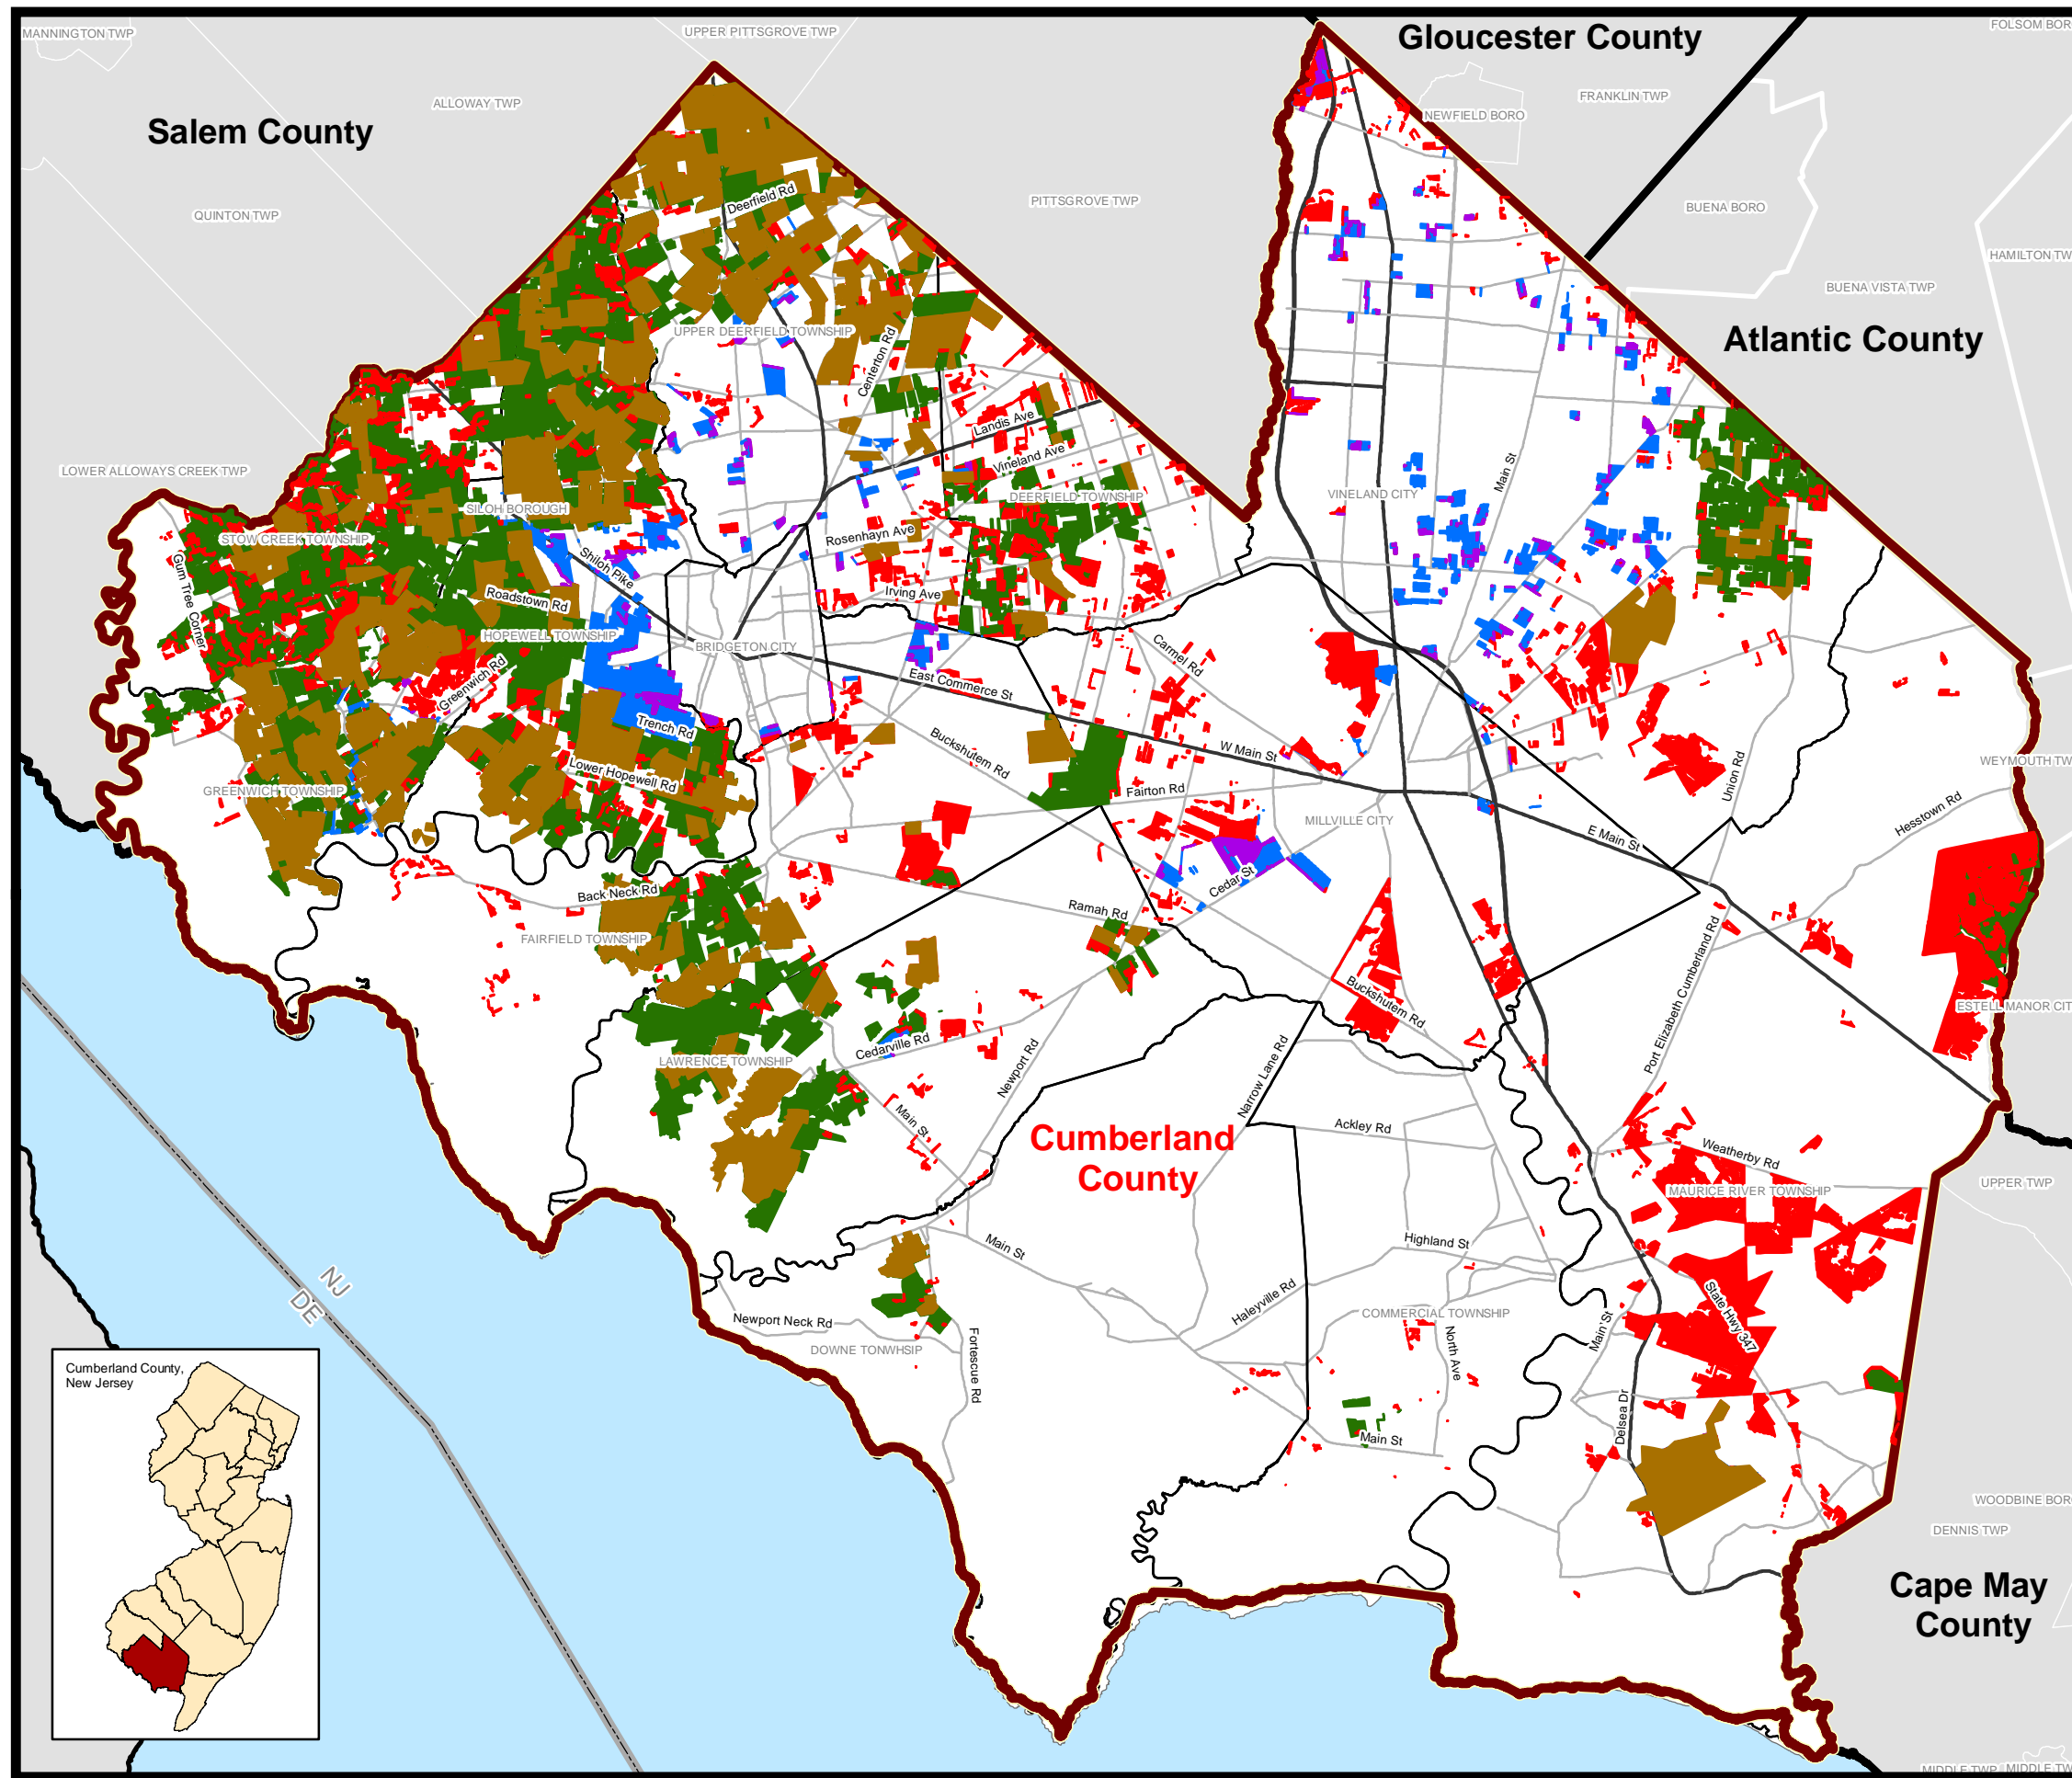 MANNINGTON TWP
UPPER PITTSGROVE TWP
Gloucester County
FOLSOM BOR
FRANKLIN TWP
ALLOWAY TWP
NEWFIELD BORO
Salem County
Deerfield Rd
PITTSGROVE TWP
BUENA BORO
QUINTON TWP
HAMILTON TW
BUENA VISTA TWP
UPPER DEERFIELD TOWNSHIP
Atlantic County
Centerton Rd
Landis Ave
Vineland Ave
LOWER ALLOWAYS CREEK TWP
Main St
VINELAND CITY
DEERFIELD TOWNSHIP
SILOH BOROUGH
STOW CREEK TOWNSHIP
Rosenhayn Ave
Shiloh Pike
Gum Tree Corner
Roadstown Rd
Irving Ave
HOPEWELL TOWNSHIP
BRIDGETON CITY
Carmel Rd
Greenwich Rd
East Commerce St
Trench Rd
Buckshutem Rd
W Main St
WEYMOUTH TW
Lower Hopewell Rd
Union Rd
GREENWICH TOWNSHIP
Fairton Rd
Hesstown Rd
MILLVILLE CITY
E Main St
Cedar St
Back Neck Rd
Ramah Rd
FAIRFIELD TOWNSHIP
Port Elizabeth Cumberland Rd
Buckshutem Rd
ESTELL MANOR CIT
Cedarville Rd
LAWRENCE TOWNSHIP
Newport Rd
Narrow Lane Rd
Main St
Ackley Rd
Cumberland
County
Weatherby Rd
UPPER TWP
MAURICE RIVER TOWNSHIP
Main St
Highland St
NJ
DE
Haleyville Rd
COMMERCIAL TOWNSHIP
State Hwy 347
Newport Neck Rd
Main St
DOWNE TONWHSIP
Fortescue Rd
North Ave
Cumberland County,
New Jersey
Delsea Dr
Main St
WOODBINE BOR
DENNIS TWP
Cape May
County
MIDDLE TWP
MIDDLE TW